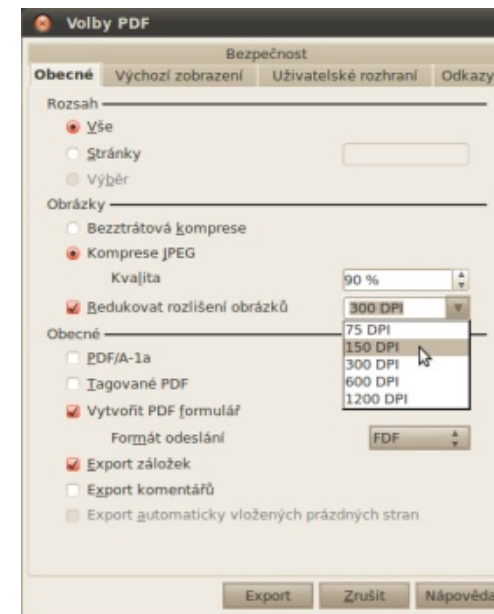 Volby PDF
Bezpečnost
Obecné Výchozí zobrazení Uživatelské rozhraní Odkazy
Rozsah
Vše
Stránky
Výběr
Obrázky
Bezztrátová komprese
Komprese JPEG
Kvalita 90 %
Redukovat rozlišení obrázků 300 DPI
75 DPI
150 DPI
300 DPI
600 DPI
1200 DPI
Obecné
PDF/A-1a
Tagované PDF
Vytvořit PDF formulář
Formát odeslání FDF
Export záložek
Export komentářů
Export automaticky vložených prázdných stran
Export Zrušit Nápověda